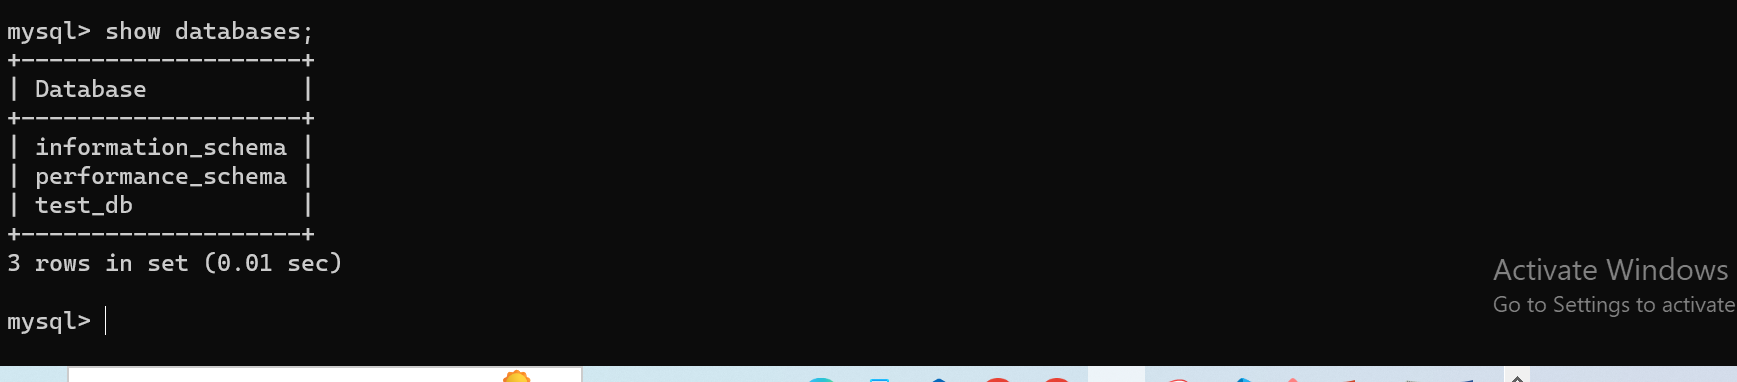 mysql> show databases;
+--------------------+
| Database           |
+--------------------+
| information_schema |
| performance_schema |
| test_db            |
+--------------------+
3 rows in set (0.01 sec)
mysql>
Activate Windows
Go to Settings to activate